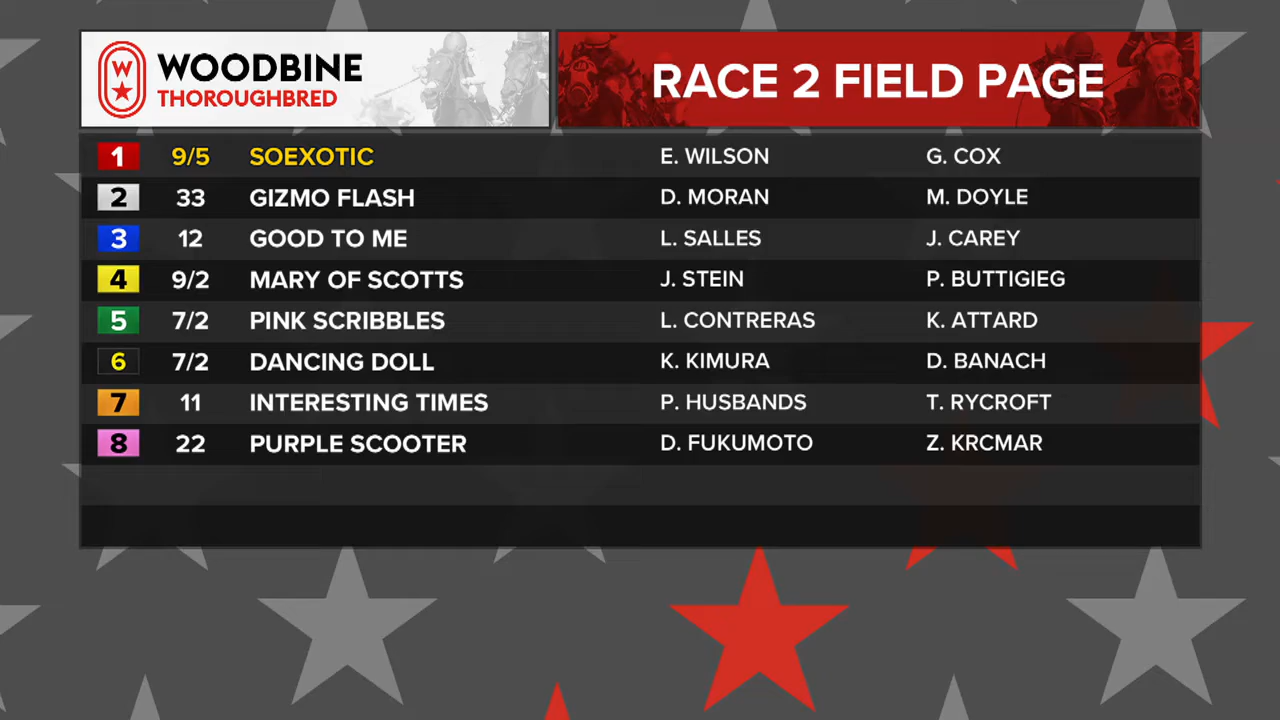 W
WOODBINE
THOROUGHBRED
RACE 2 FIELD PAGE
1 9/5 SOEXOTIC E. WILSON G. COX
2 33 GIZMO FLASH D. MORAN M. DOYLE
3 12 GOOD TO ME L. SALLES J. CAREY
4 9/2 MARY OF SCOTTS J. STEIN P. BUTTIGIEG
5 7/2 PINK SCRIBBLES L. CONTRERAS K. ATTARD
6 7/2 DANCING DOLL K. KIMURA D. BANACH
7 11 INTERESTING TIMES P. HUSBANDS T. RYCROFT
8 22 PURPLE SCOOTER D. FUKUMOTO Z. KRCMAR